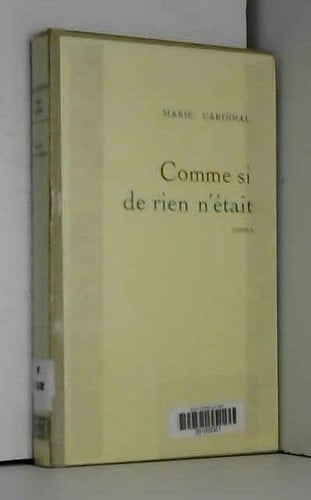 MARIE CARDINAL
Comme si
de rien n'était
roman